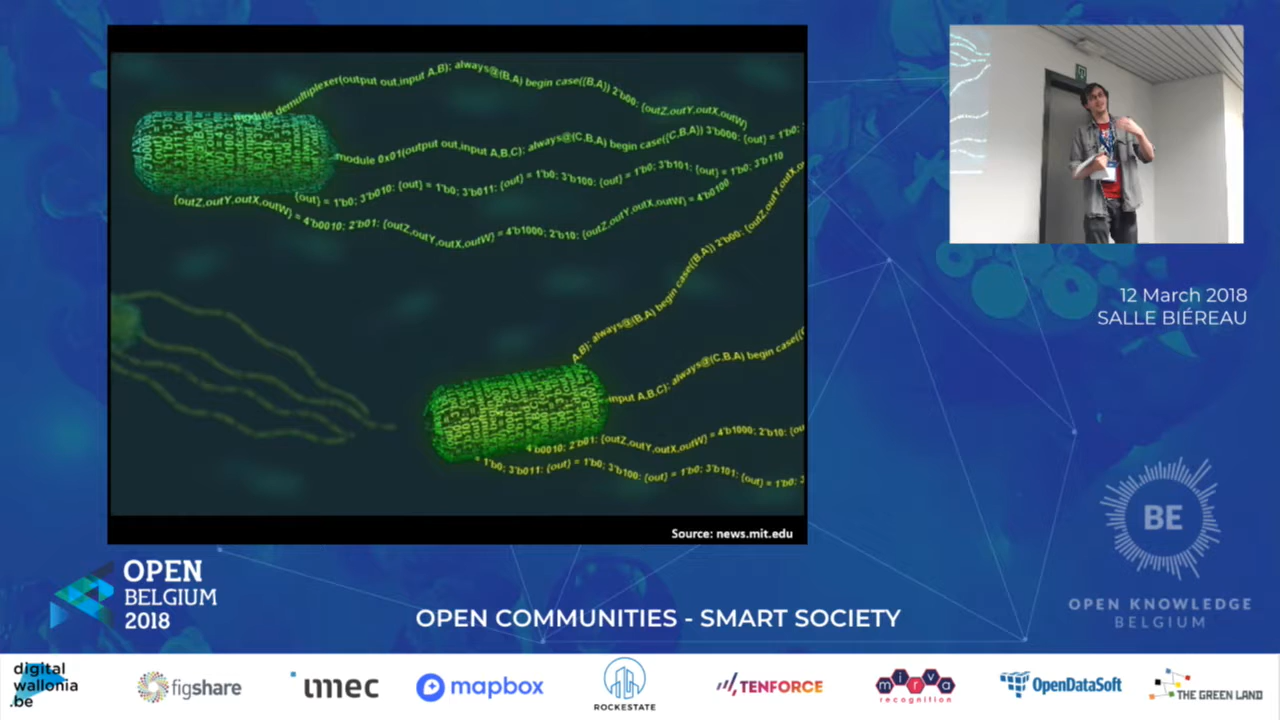 module demultiplexer(output out,input A,B); always@(B,A) begin case((B,A)) 2'b00: {outZ,outY,outX,outW}
module 0x01(output out,input A,B,C); always@(C,B,A) begin case((C,B,A)) 3'b000: {out} = 1'b0;
{out} = 1'b0; 3'b010: {out} = 1'b0; 3'b011: {out} = 1'b0; 3'b100: {out} = 1'b0; 3'b101: {out} = 1'b0; 3'b110
{outZ,outY,outX,outW} = 4'b0010; 2'b01: {outZ,outY,outX,outW} = 4'b1000; 2'b10: {outZ,outY,outX,outW} = 4'b0100
A,B); always@(B,A) begin case((B,A)) 2'b00: {outZ,outY,outX,
input A,B,C); always@(C,B,A) begin case((
4'b0010; 2'b01: {outZ,outY,outX,outW} = 4'b1000; 2'b10:
= 1'b0; 3'b011: {out} = 1'b0; 3'b100: {out} = 1'b0; 3'b101: {out} = 1'b0;
Source: news.mit.edu
12 March 2018
SALLE BIÉREAU
BE
OPEN KNOWLEDGE
BELGIUM
OPEN
BELGIUM
2018
OPEN COMMUNITIES - SMART SOCIETY
digital
wallonia
.be
figshare
imec
mapbox
ROCKESTATE
TENFORCE
mirva
recognition
OpenDataSoft
THE GREEN LAND